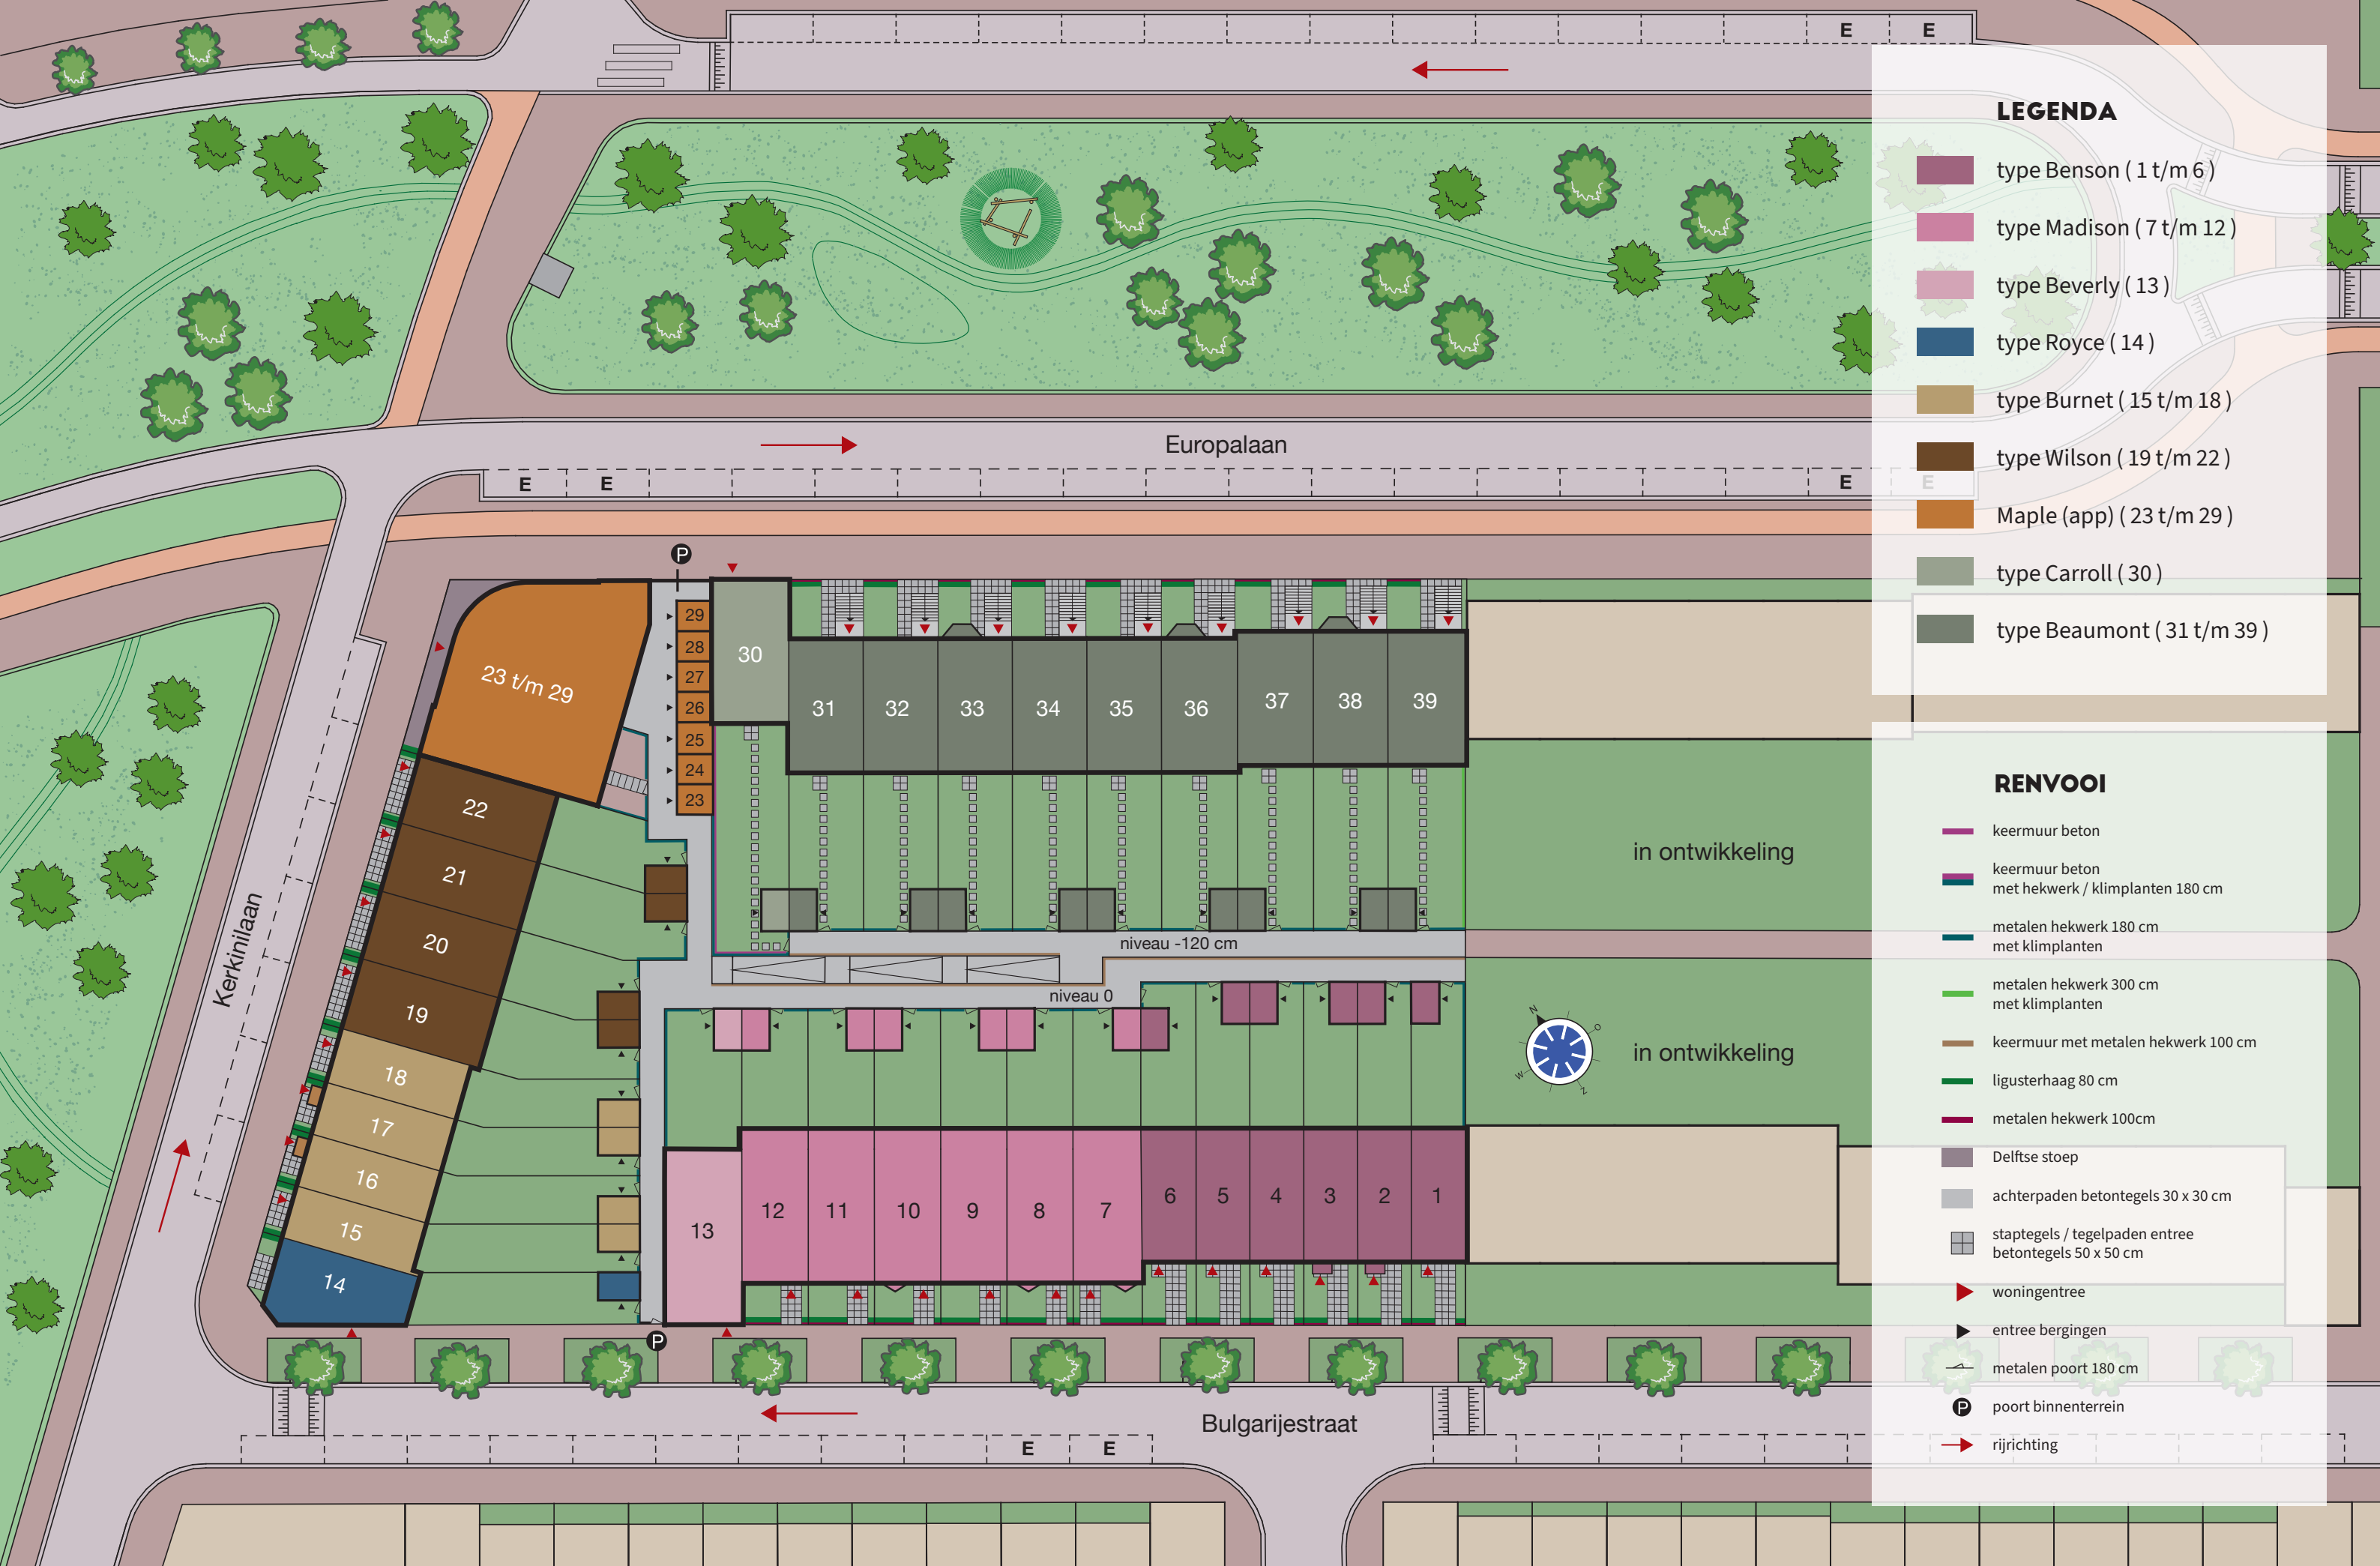 E E
LEGENDA
type Benson ( 1 t/m 6 )
type Madison ( 7 t/m 12 )
type Beverly ( 13 )
type Royce ( 14 )
type Burnet ( 15 t/m 18 )
type Wilson ( 19 t/m 22 )
Maple (app) ( 23 t/m 29 )
type Carroll ( 30 )
type Beaumont ( 31 t/m 39 )
Europalaan
E E
E E
P
29
28
27
26
25
24
23
23 t/m 29
30
31 32 33 34 35 36 37 38 39
22
21
20
19
18
17
16
15
14
Kerkinilaan
in ontwikkeling
niveau -120 cm
niveau 0
N
O
W
Z
in ontwikkeling
13 12 11 10 9 8 7 6 5 4 3 2 1
P
Bulgarijestraat
E E
RENVOOI
keermuur beton
keermuur beton
met hekwerk / klimplanten 180 cm
metalen hekwerk 180 cm
met klimplanten
metalen hekwerk 300 cm
met klimplanten
keermuur met metalen hekwerk 100 cm
ligusterhaag 80 cm
metalen hekwerk 100cm
Delftse stoep
achterpaden betontegels 30 x 30 cm
staptegels / tegelpaden entree
betontegels 50 x 50 cm
woningentree
entree bergingen
metalen poort 180 cm
P poort binnenterrein
rijrichting